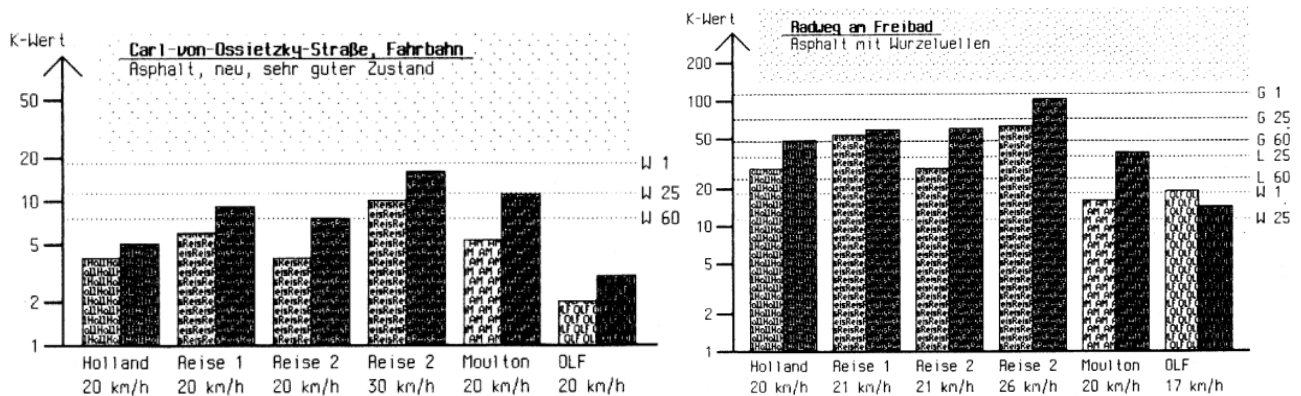 K-Wert
Carl-von-Ossietzky-Straße, Fahrbahn
Asphalt, neu, sehr guter Zustand
50
20
10
5
2
1
W 1
W 25
W 60
Holland
20 km/h
Reise 1
20 km/h
Reise 2
20 km/h
Reise 2
30 km/h
Moulton
20 km/h
OLF
20 km/h
K-Wert
Radweg am Freibad
Asphalt mit Wurzelwellen
200
100
50
20
10
5
2
1
G 1
G 25
G 60
L 25
L 60
W 1
W 25
Holland
20 km/h
Reise 1
21 km/h
Reise 2
21 km/h
Reise 2
26 km/h
Moulton
20 km/h
OLF
17 km/h